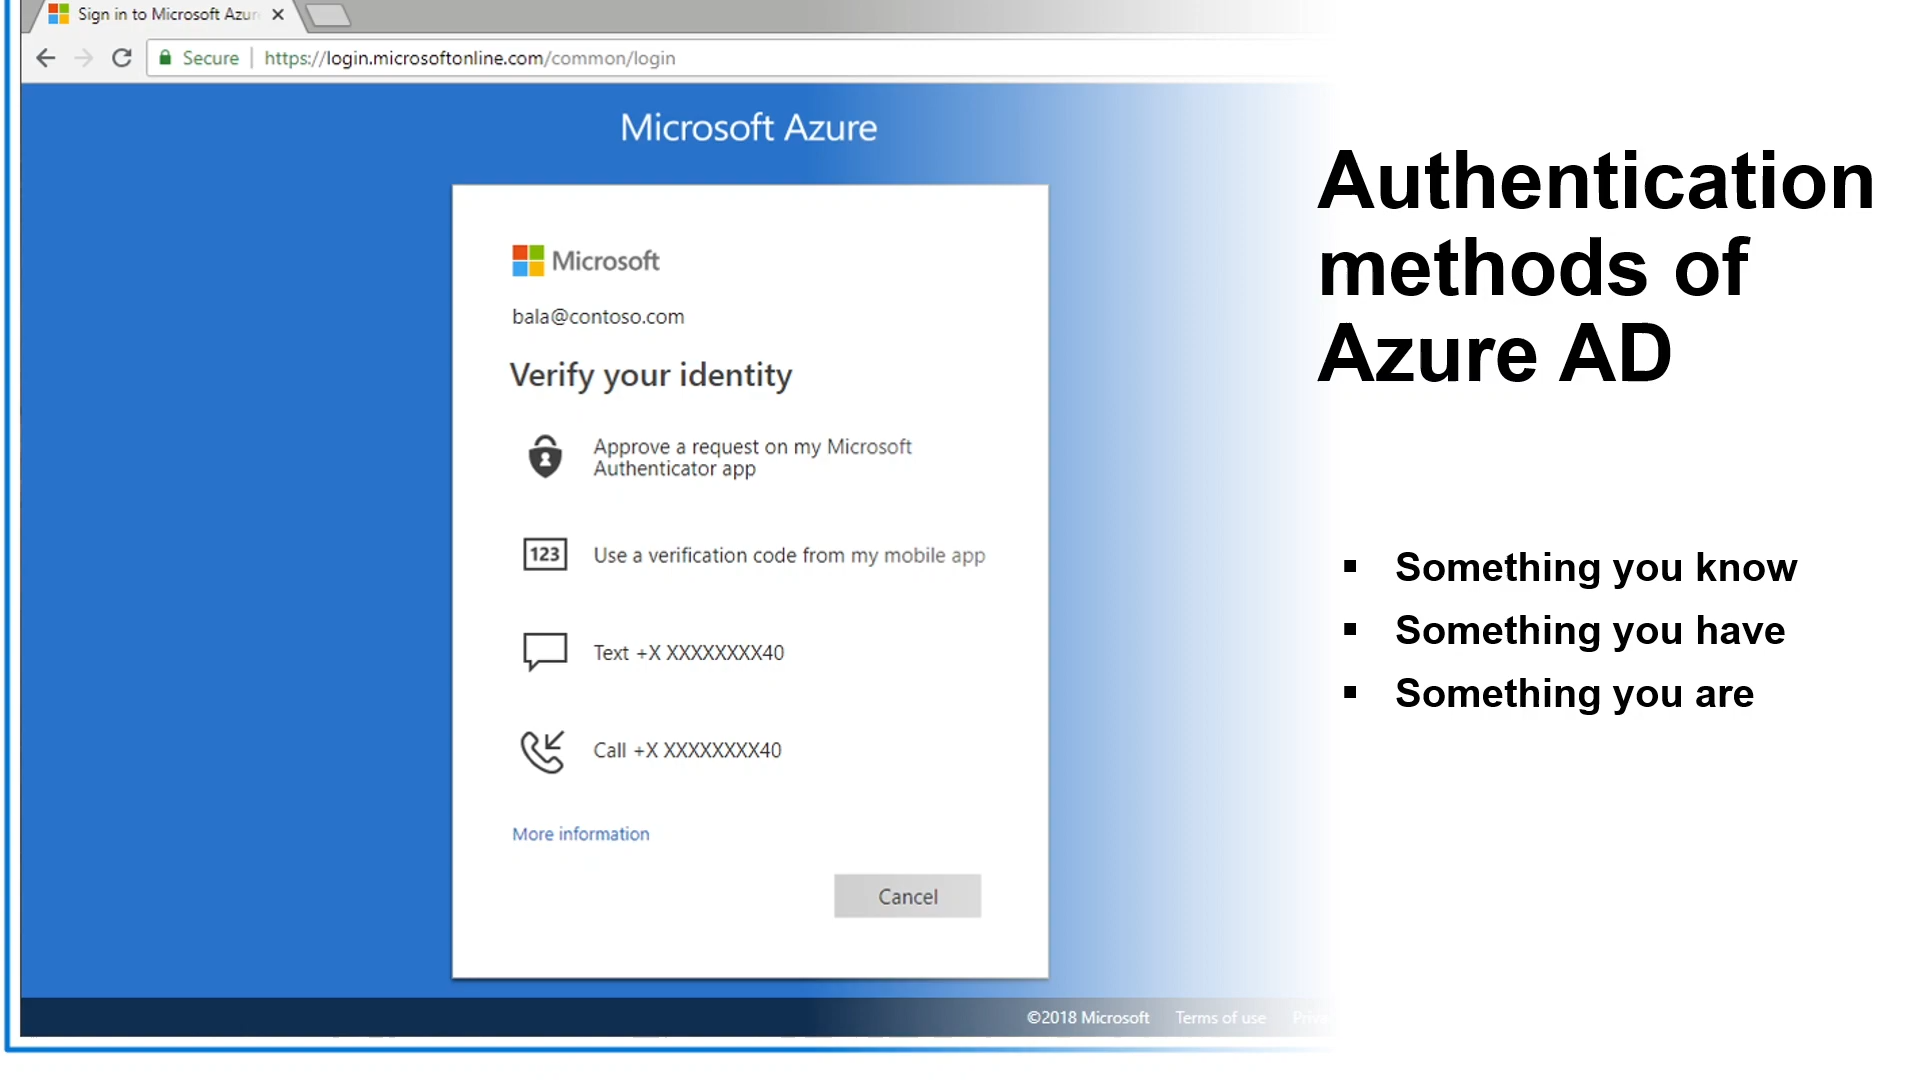 Sign in to Microsoft Azur
Secure | https://login.microsoftonline.com/common/login
Microsoft Azure
Microsoft
bala@contoso.com
Verify your identity
Approve a request on my Microsoft
Authenticator app
123
Use a verification code from my mobile app
Text +X XXXXXXXX40
Call +X XXXXXXXX40
More information
Cancel
©2018 Microsoft Terms of use
Authentication
methods of
Azure AD
▪ Something you know
▪ Something you have
▪ Something you are